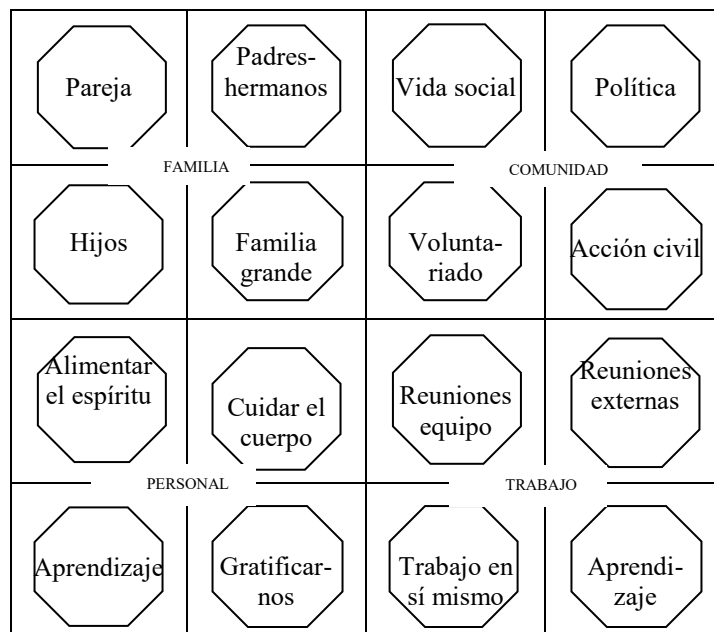 Pareja
Padres-
hermanos
Vida social
Política
FAMILIA
COMUNIDAD
Hijos
Familia
grande
Volunta-
riado
Acción civil
Alimentar
el espíritu
Cuidar el
cuerpo
Reuniones
equipo
Reuniones
externas
PERSONAL
TRABAJO
Aprendizaje
Gratificar-
nos
Trabajo en
sí mismo
Aprendi-
zaje